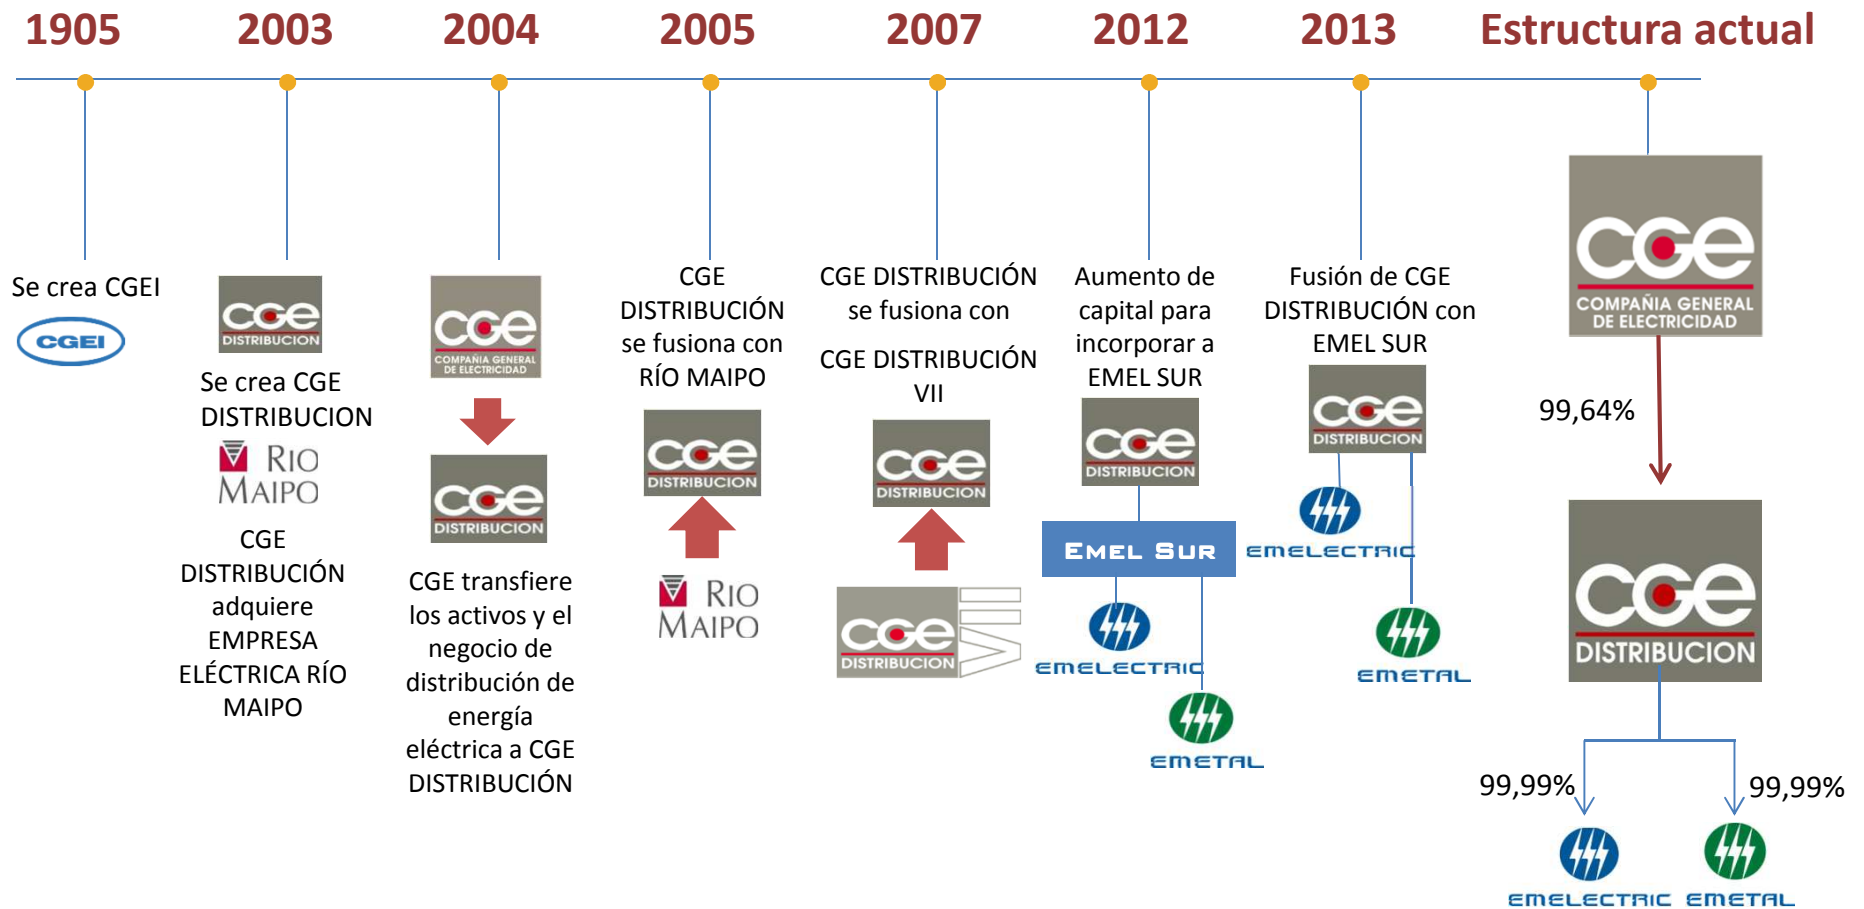 1905
2003
2004
2005
2007
2012
2013
Estructura actual
Se crea CGEI
CGEI
cge
DISTRIBUCION
Se crea CGE
DISTRIBUCION
RIO
MAIPO
CGE
DISTRIBUCIÓN
adquiere
EMPRESA
ELÉCTRICA RÍO
MAIPO
cge
COMPAÑIA GENERAL
DE ELECTRICIDAD
cge
DISTRIBUCION
CGE transfiere
los activos y el
negocio de
distribución de
energía
eléctrica a CGE
DISTRIBUCIÓN
CGE
DISTRIBUCIÓN
se fusiona con
RÍO MAIPO
cge
DISTRIBUCION
RIO
MAIPO
CGE DISTRIBUCIÓN
se fusiona con
CGE DISTRIBUCIÓN
VII
cge
DISTRIBUCION
cge
DISTRIBUCION
VII
Aumento de
capital para
incorporar a
EMEL SUR
cge
DISTRIBUCION
EMEL SUR
EMELECTRIC
EMETAL
Fusión de CGE
DISTRIBUCIÓN con
EMEL SUR
cge
DISTRIBUCION
EMELECTRIC
EMETAL
cge
COMPAÑIA GENERAL
DE ELECTRICIDAD
99,64%
cge
DISTRIBUCION
99,99%
99,99%
EMELECTRIC
EMETAL